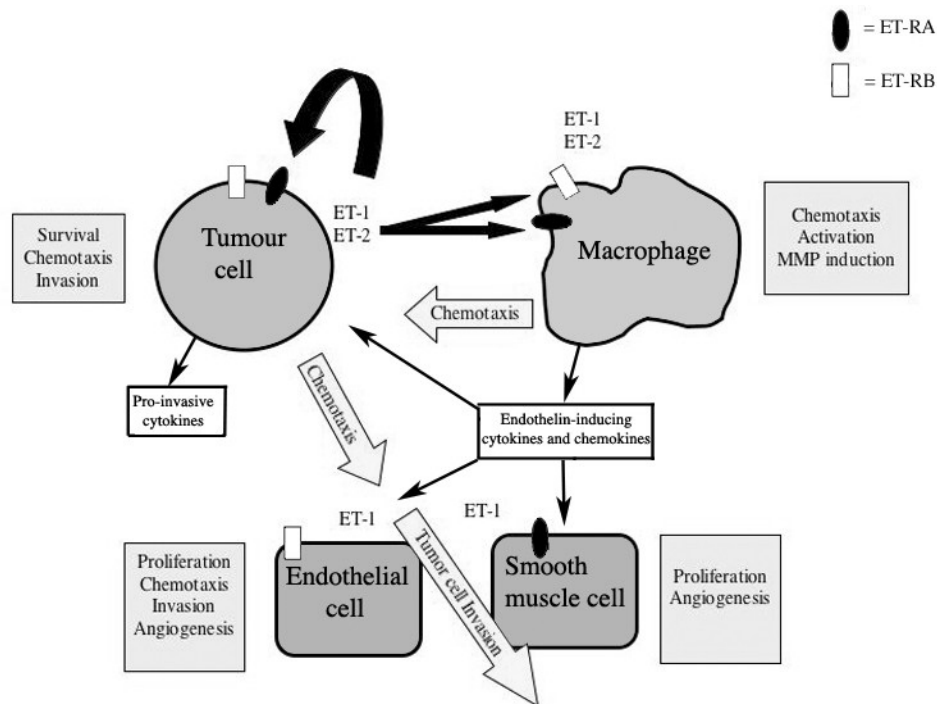 = ET-RA
= ET-RB
ET-1
ET-2
ET-1
ET-2
Tumour
cell
Macrophage
Survival
Chemotaxis
Invasion
Chemotaxis
Activation
MMP induction
Chemotaxis
Chemotaxis
Pro-invasive
cytokines
Endothelin-inducing
cytokines and chemokines
ET-1
ET-1
Tumor cell Invasion
Endothelial
cell
Smooth
muscle cell
Proliferation
Chemotaxis
Invasion
Angiogenesis
Proliferation
Angiogenesis